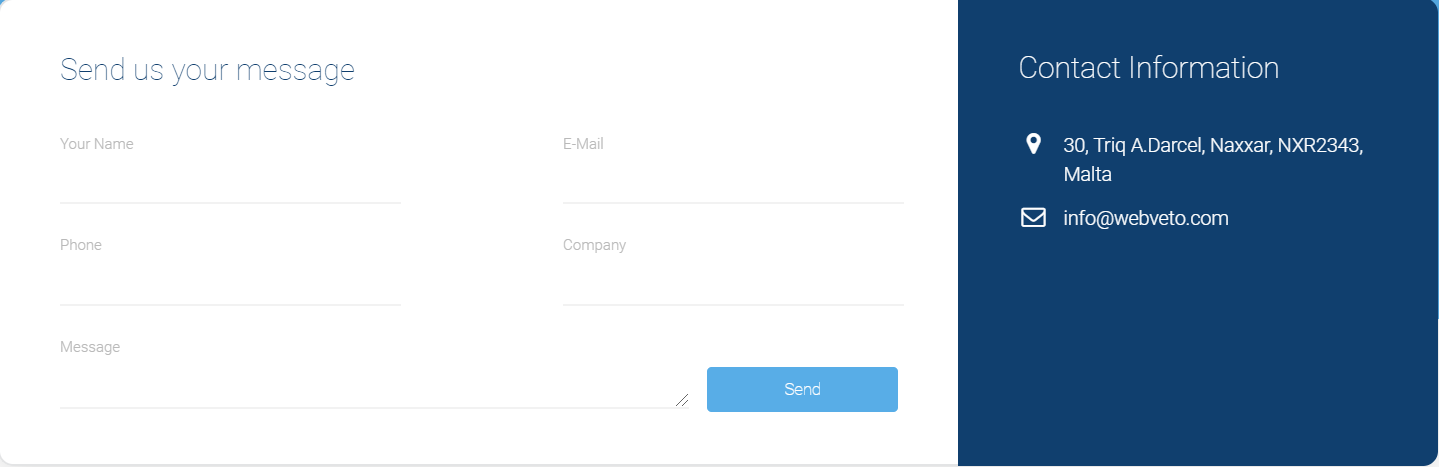 Send us your message
Your Name
E-Mail
Phone
Company
Message
Send
Contact Information
30, Triq A.Darcel, Naxxar, NXR2343,
Malta
info@webveto.com